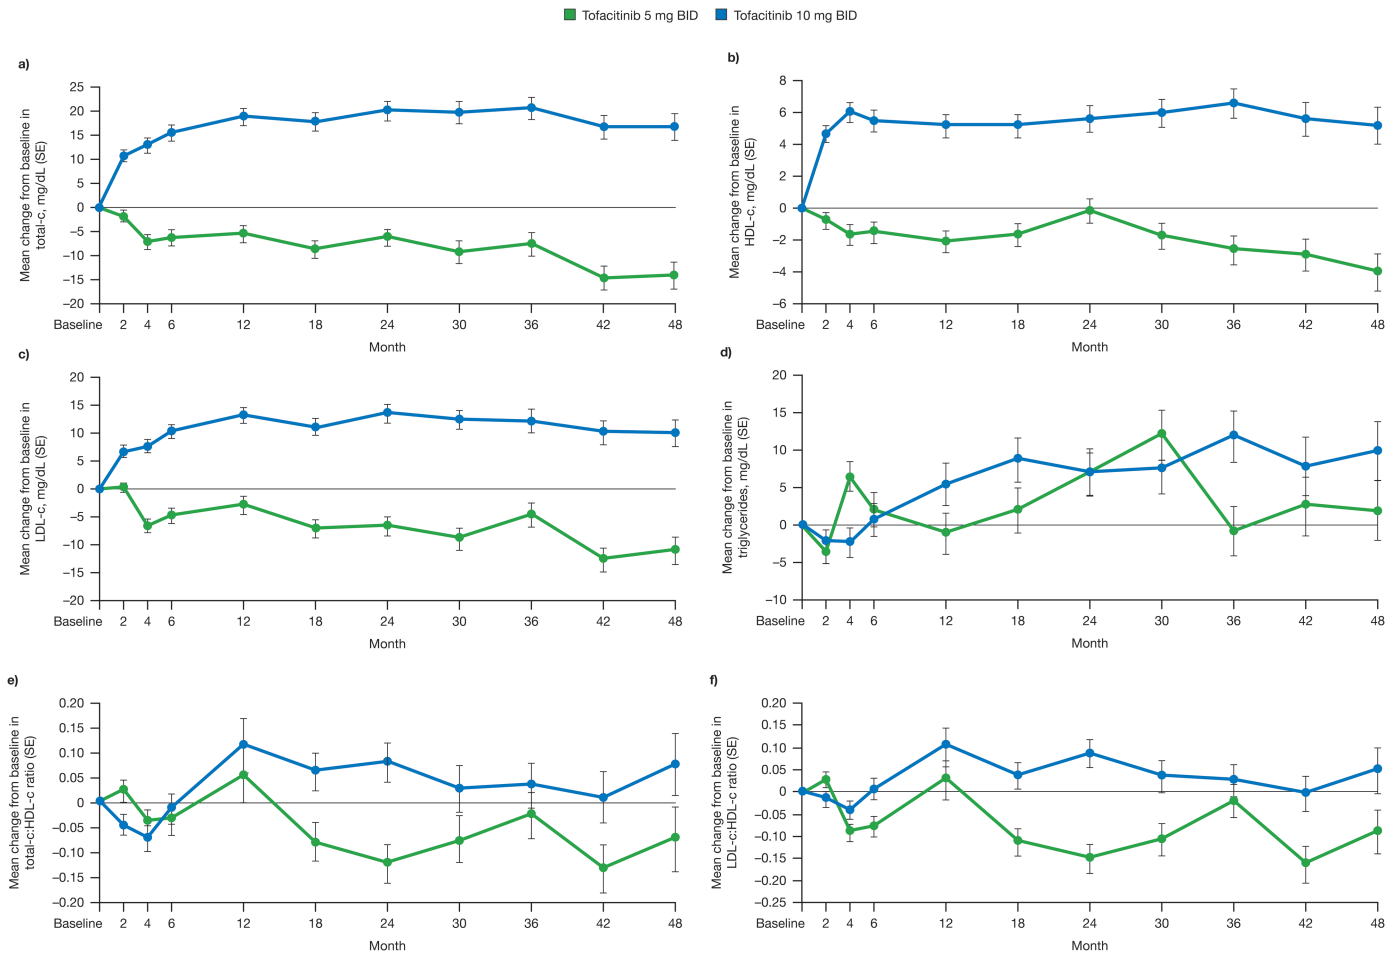 Tofacitinib 5 mg BID Tofacitinib 10 mg BID
a)
Mean change from baseline in
total-c, mg/dL (SE)
25
20
15
10
5
0
−5
−10
−15
−20
Baseline 2 4 6 12 18 24 30 36 42 48
Month
b)
Mean change from baseline in
HDL-c, mg/dL (SE)
8
6
4
2
0
−2
−4
−6
Baseline 2 4 6 12 18 24 30 36 42 48
Month
c)
Mean change from baseline in
LDL-c, mg/dL (SE)
20
15
10
5
0
−5
−10
−15
−20
Baseline 2 4 6 12 18 24 30 36 42 48
Month
d)
Mean change from baseline in
triglycerides, mg/dL (SE)
20
15
10
5
0
−5
−10
Baseline 2 4 6 12 18 24 30 36 42 48
Month
e)
Mean change from baseline in
total-c:HDL-c ratio (SE)
0.20
0.15
0.10
0.05
0
−0.05
−0.10
−0.15
−0.20
Baseline 2 4 6 12 18 24 30 36 42 48
Month
f)
Mean change from baseline in
LDL-c:HDL-c ratio (SE)
0.20
0.15
0.10
0.05
0
−0.05
−0.10
−0.15
−0.20
−0.25
Baseline 2 4 6 12 18 24 30 36 42 48
Month